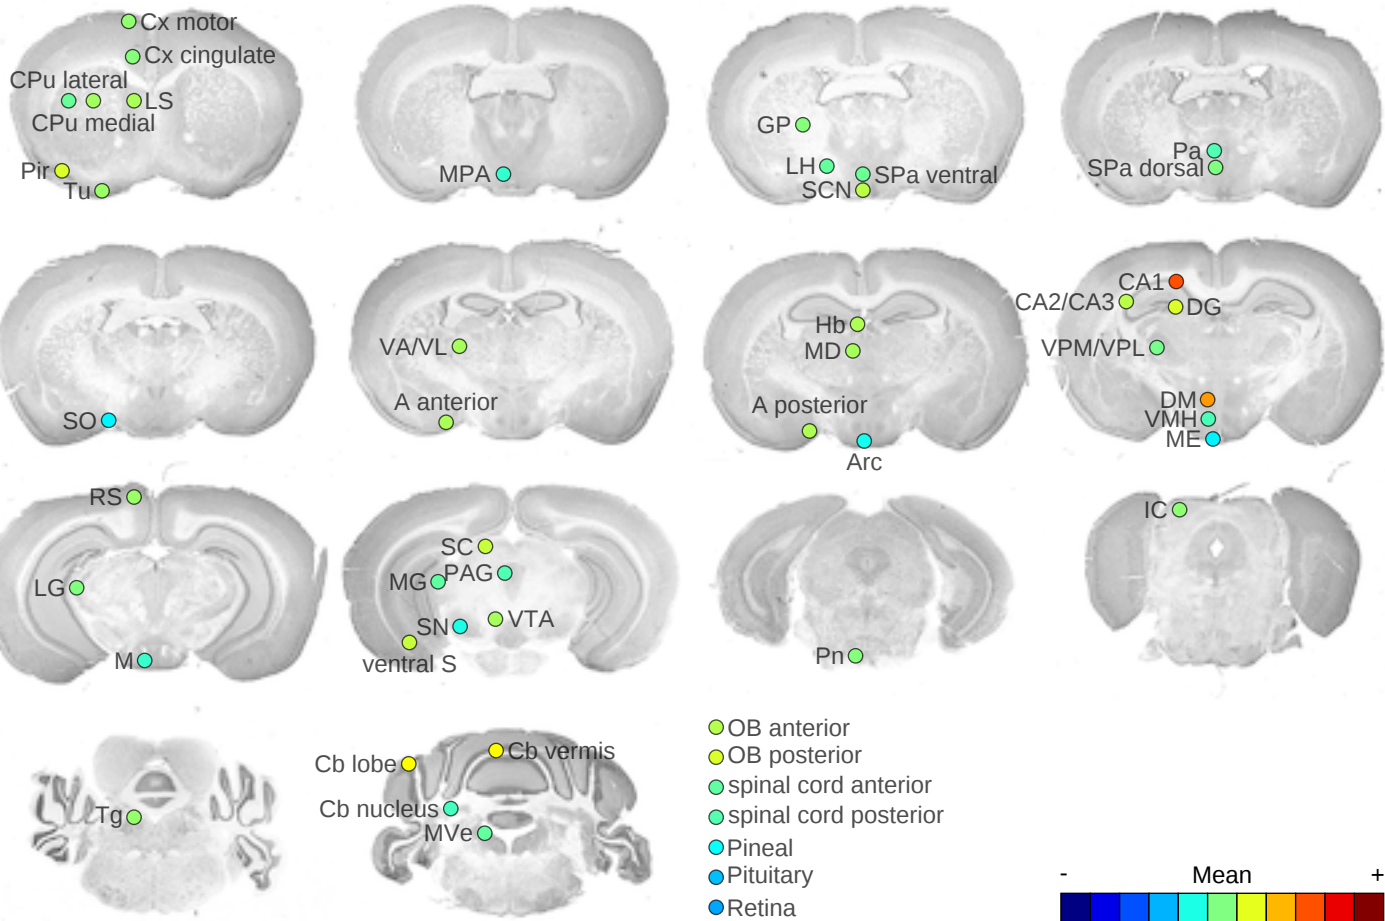 Cx motor
Cx cingulate
CPu lateral
LS
CPu medial
Pir
Tu
MPA
GP
LH
SPa ventral
SCN
Pa
SPa dorsal
SO
VA/VL
A anterior
Hb
MD
A posterior
Arc
CA1
CA2/CA3
DG
VPM/VPL
DM
VMH
ME
RS
LG
M
SC
MG
PAG
SN
VTA
ventral S
Pn
IC
Tg
Cb lobe
Cb vermis
Cb nucleus
MVe
OB anterior
OB posterior
spinal cord anterior
spinal cord posterior
Pineal
Pituitary
Retina
- Mean +